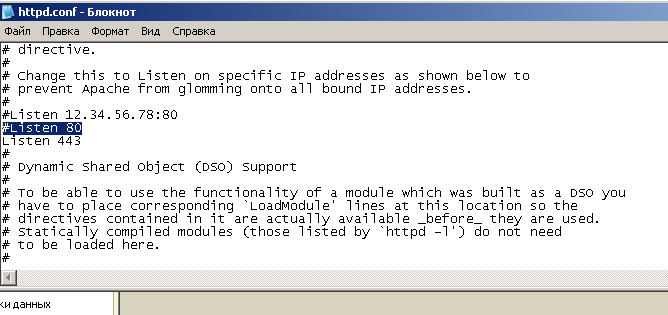 httpd.conf - Блокнот
Файл Правка Формат Вид Справка
# directive.
#
# Change this to Listen on specific IP addresses as shown below to
# prevent Apache from glomming onto all bound IP addresses.
#
#Listen 12.34.56.78:80
#Listen 80
Listen 443
#
# Dynamic Shared Object (DSO) Support
#
# To be able to use the functionality of a module which was built as a DSO you
# have to place corresponding `LoadModule' lines at this location so the
# directives contained in it are actually available _before_ they are used.
# Statically compiled modules (those listed by `httpd -l') do not need
# to be loaded here.
#
ки данных